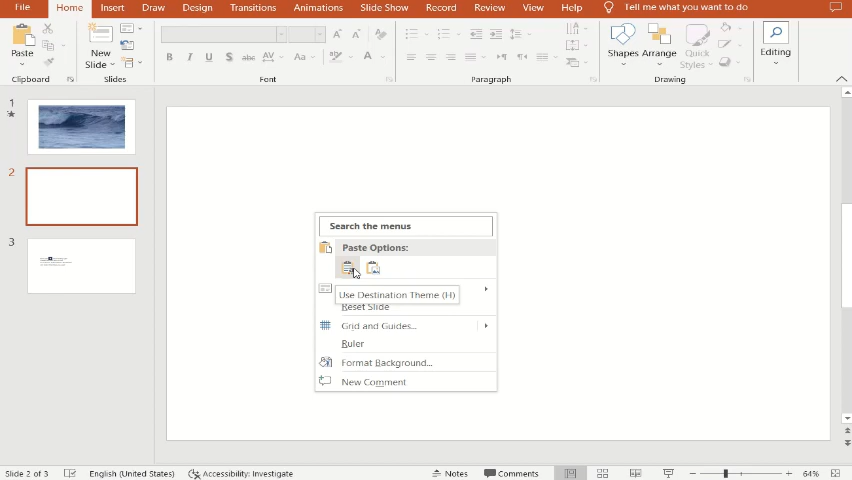 File Home Insert Draw Design Transitions Animations Slide Show Record Review View Help Tell me what you want to do
Paste New Slide B I U S abc AV Aa A A A Shapes Arrange Quick Styles Editing
Clipboard Slides Font Paragraph Drawing
1
2
3
Search the menus
Paste Options:
Use Destination Theme (H)
Reset Slide
Grid and Guides...
Ruler
Format Background...
New Comment
Slide 2 of 3 English (United States) Accessibility: Investigate Notes Comments 64%